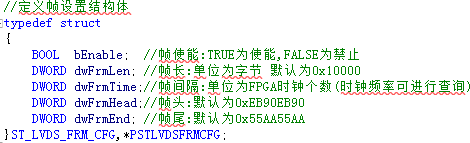 //定义帧设置结构体
typedef struct
{
BOOL bEnable; //帧使能:TRUE为使能,FALSE为禁止
DWORD dwFrmLen; //帧长:单位为字节 默认为0x10000
DWORD dwFrmTime;//帧间隔:单位为FPGA时钟个数(时钟频率可进行查询)
DWORD dwFrmHead;//帧头:默认为0xEB90EB90
DWORD dwFrmEnd; //帧尾:默认为0x55AA55AA
}ST_LVDS_FRM_CFG,*PSTLVDSFRMCFG;